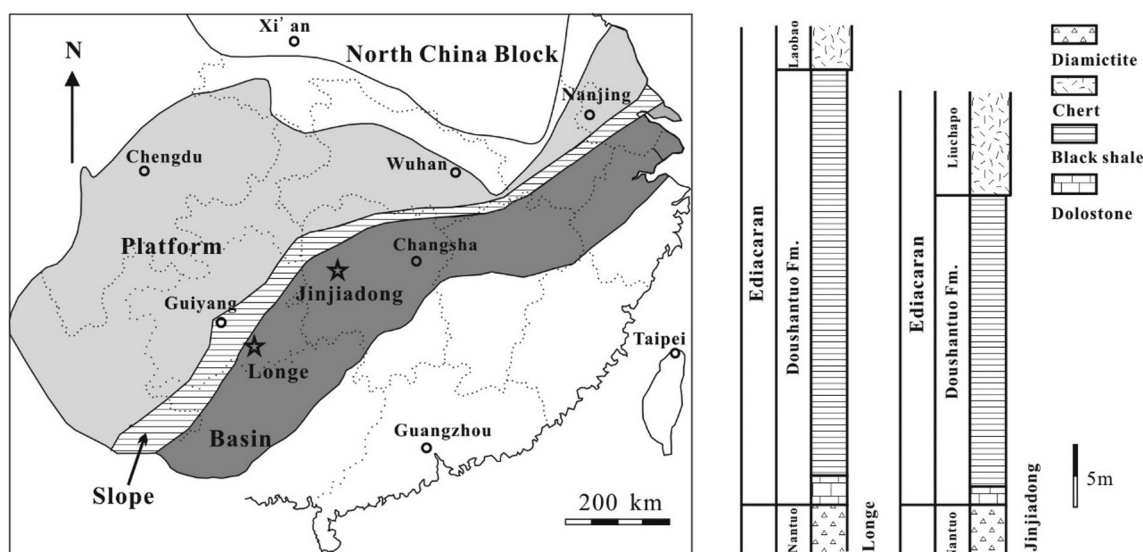 Xi' an
N
North China Block
Nanjing
Chengdu
Wuhan
Platform
Changsha
Jinjiadong
Guiyang
Taipei
Longe
Basin
Guangzhou
Slope
200 km
Ediacaran
Laobao
Doushantuo Fm.
Nantuo
Longe
Ediacaran
Liuchapo
Doushantuo Fm.
Jinjiadong
5m
Diamictite
Chert
Black shale
Dolostone